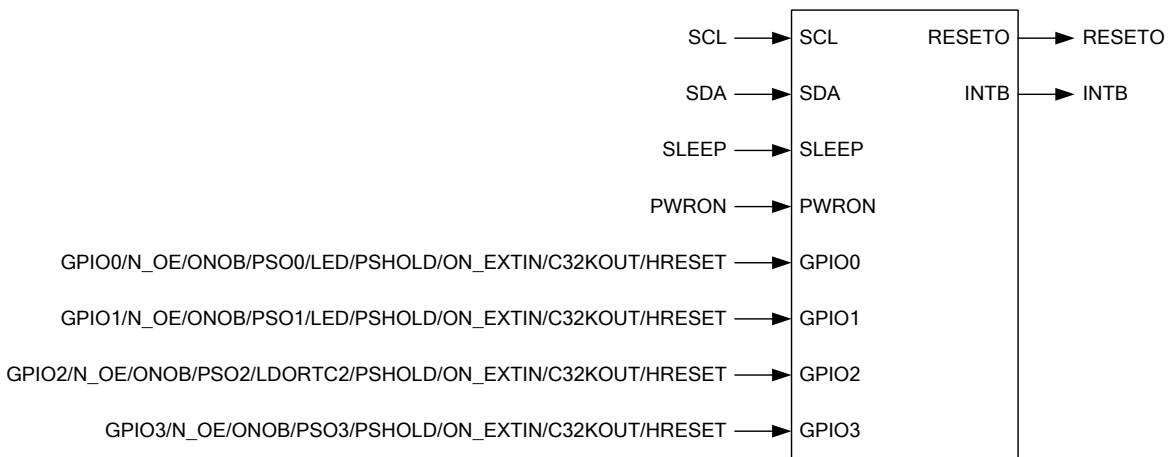 SCL SCL RESETO RESETO
SDA SDA INTB INTB
SLEEP SLEEP
PWRON PWRON
GPIO0/N_OE/ONOB/PSO0/LED/PSHOLD/ON_EXTIN/C32KOUT/HRESET GPIO0
GPIO1/N_OE/ONOB/PSO1/LED/PSHOLD/ON_EXTIN/C32KOUT/HRESET GPIO1
GPIO2/N_OE/ONOB/PSO2/LDORTC2/PSHOLD/ON_EXTIN/C32KOUT/HRESET GPIO2
GPIO3/N_OE/ONOB/PSO3/PSHOLD/ON_EXTIN/C32KOUT/HRESET GPIO3